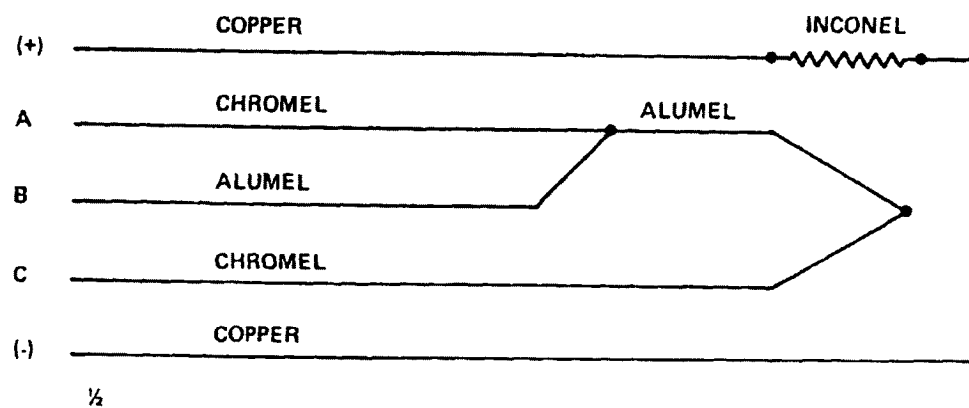 (+) COPPER INCONEL
A CHROMEL ALUMEL
B ALUMEL
C CHROMEL
(-) COPPER
½